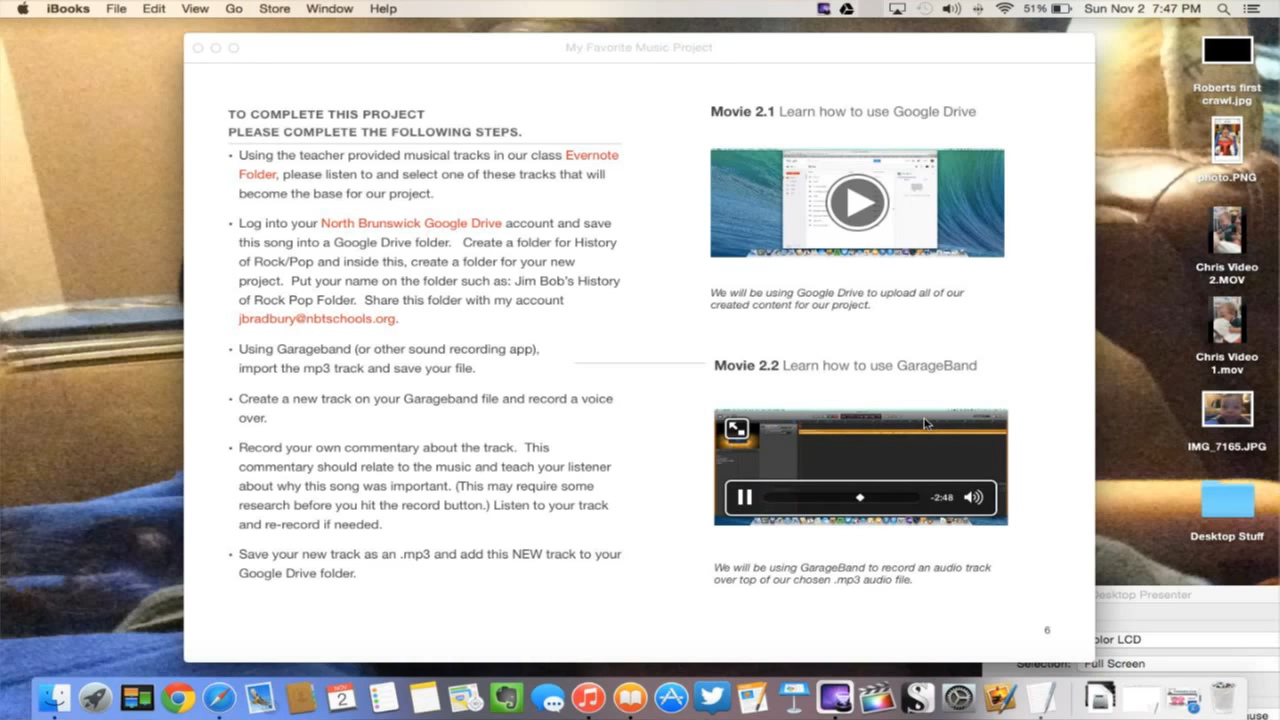 iBooks File Edit View Go Store Window Help
51% Sun Nov 2 7:47 PM
My Favorite Music Project
TO COMPLETE THIS PROJECT
PLEASE COMPLETE THE FOLLOWING STEPS.
• Using the teacher provided musical tracks in our class Evernote
Folder, please listen to and select one of these tracks that will
become the base for our project.
• Log into your North Brunswick Google Drive account and save
this song into a Google Drive folder. Create a folder for History
of Rock/Pop and inside this, create a folder for your new
project. Put your name on the folder such as: Jim Bob's History
of Rock Pop Folder. Share this folder with my account
jbradbury@nbtschools.org.
• Using Garageband (or other sound recording app),
import the mp3 track and save your file.
• Create a new track on your Garageband file and record a voice
over.
• Record your own commentary about the track. This
commentary should relate to the music and teach your listener
about why this song was important. (This may require some
research before you hit the record button.) Listen to your track
and re-record if needed.
• Save your new track as an .mp3 and add this NEW track to your
Google Drive folder.
Movie 2.1 Learn how to use Google Drive
We will be using Google Drive to upload all of our
created content for our project.
Movie 2.2 Learn how to use GarageBand
-2:48
We will be using GarageBand to record an audio track
over top of our chosen .mp3 audio file.
6
Roberts first
crawl.jpg
photo.PNG
Chris Video
2.MOV
Chris Video
1.mov
IMG_7165.JPG
Desktop Stuff
Desktop Presenter
olor LCD
Selection: Full Screen
NOV
2